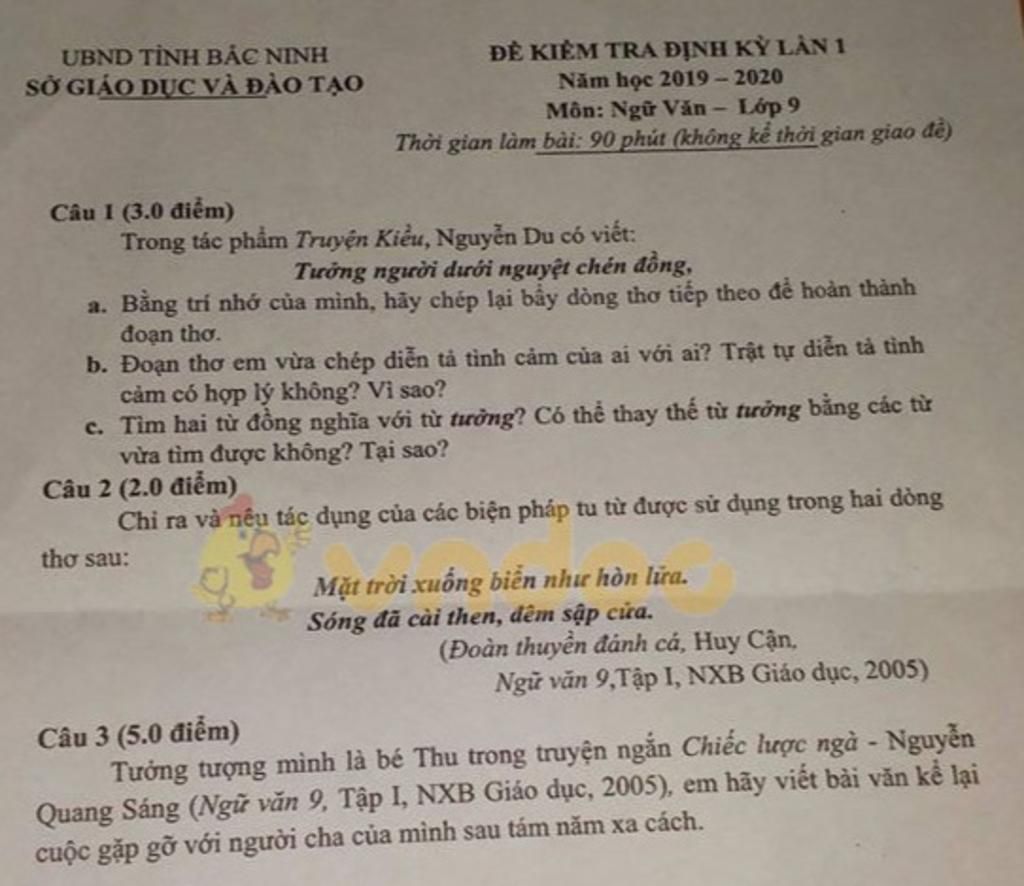 UBND TỈNH BẮC NINH
SỞ GIÁO DỤC VÀ ĐÀO TẠO
ĐỀ KIỂM TRA ĐỊNH KỲ LẦN 1
Năm học 2019 – 2020
Môn: Ngữ Văn – Lớp 9
Thời gian làm bài: 90 phút (không kể thời gian giao đề)
Câu 1 (3.0 điểm)
Trong tác phẩm Truyện Kiều, Nguyễn Du có viết:
Tưởng người dưới nguyệt chén đồng,
a. Bằng trí nhớ của mình, hãy chép lại bẩy dòng thơ tiếp theo để hoàn thành
đoạn thơ.
b. Đoạn thơ em vừa chép diễn tả tình cảm của ai với ai? Trật tự diễn tả tình
cảm có hợp lý không? Vì sao?
c. Tìm hai từ đồng nghĩa với từ tưởng? Có thể thay thế từ tưởng bằng các từ
vừa tìm được không? Tại sao?
Câu 2 (2.0 điểm)
Chỉ ra và nêu tác dụng của các biện pháp tu từ được sử dụng trong hai dòng
thơ sau:
vndoc
Mặt trời xuống biển như hòn lửa.
Sóng đã cài then, đêm sập cửa.
(Đoàn thuyền đánh cá, Huy Cận,
Ngữ văn 9,Tập I, NXB Giáo dục, 2005)
Câu 3 (5.0 điểm)
Tưởng tượng mình là bé Thu trong truyện ngắn Chiếc lược ngà - Nguyễn
Quang Sáng (Ngữ văn 9, Tập I, NXB Giáo dục, 2005), em hãy viết bài văn kể lại
cuộc gặp gỡ với người cha của mình sau tám năm xa cách.